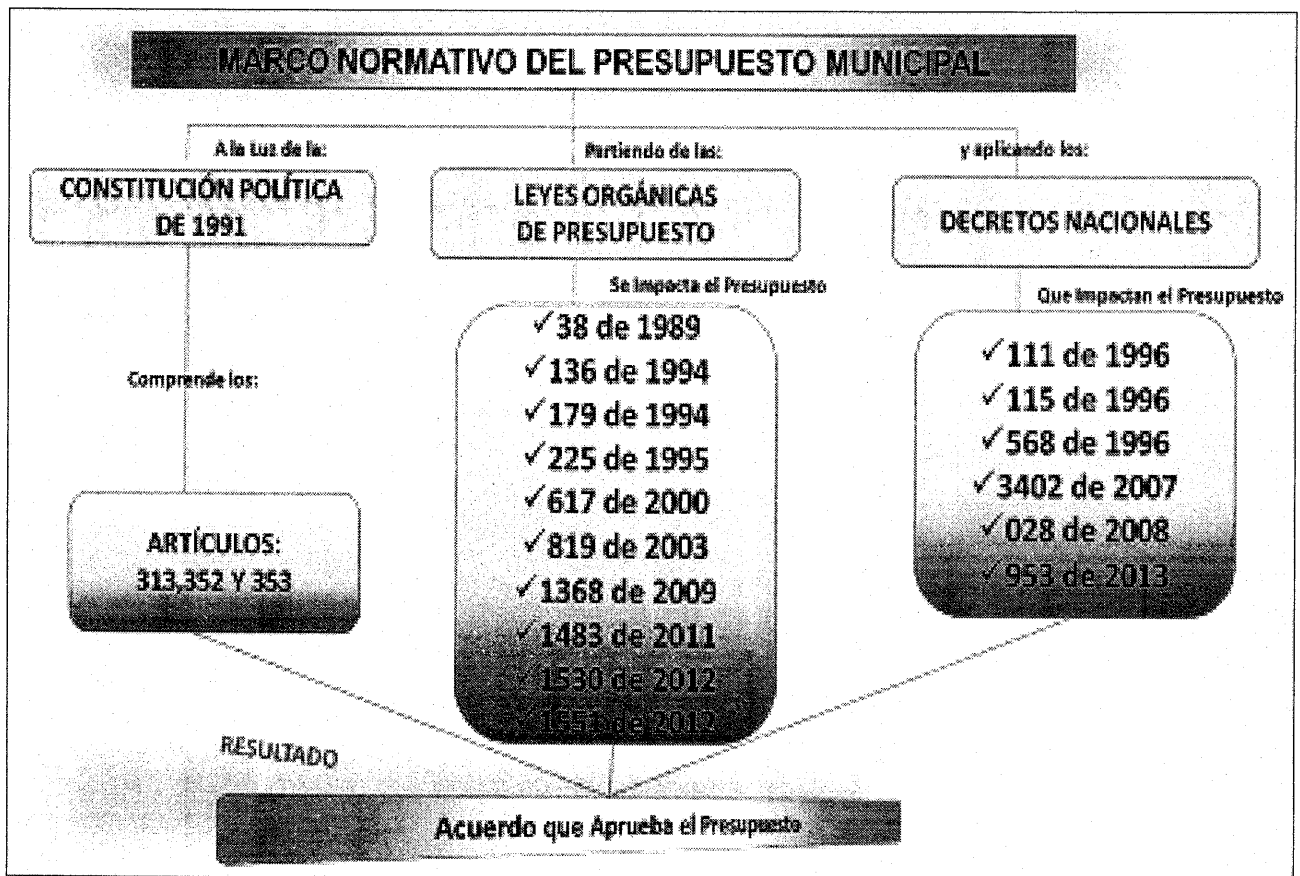 MARCO NORMATIVO DEL PRESUPUESTO MUNICIPAL
A la Luz de la:
CONSTITUCIÓN POLÍTICA
DE 1991
Comprende los:
ARTÍCULOS:
313,352 Y 353
Partiendo de las:
LEYES ORGÁNICAS
DE PRESUPUESTO
Se Impacta el Presupuesto
✓38 de 1989
✓136 de 1994
✓179 de 1994
✓225 de 1995
✓617 de 2000
✓819 de 2003
✓1368 de 2009
✓1483 de 2011
✓1530 de 2012
✓1551 de 2012
y aplicando los:
DECRETOS NACIONALES
Que Impactan el Presupuesto
✓111 de 1996
✓115 de 1996
✓568 de 1996
✓3402 de 2007
✓028 de 2008
✓953 de 2013
RESULTADO
Acuerdo que Aprueba el Presupuesto